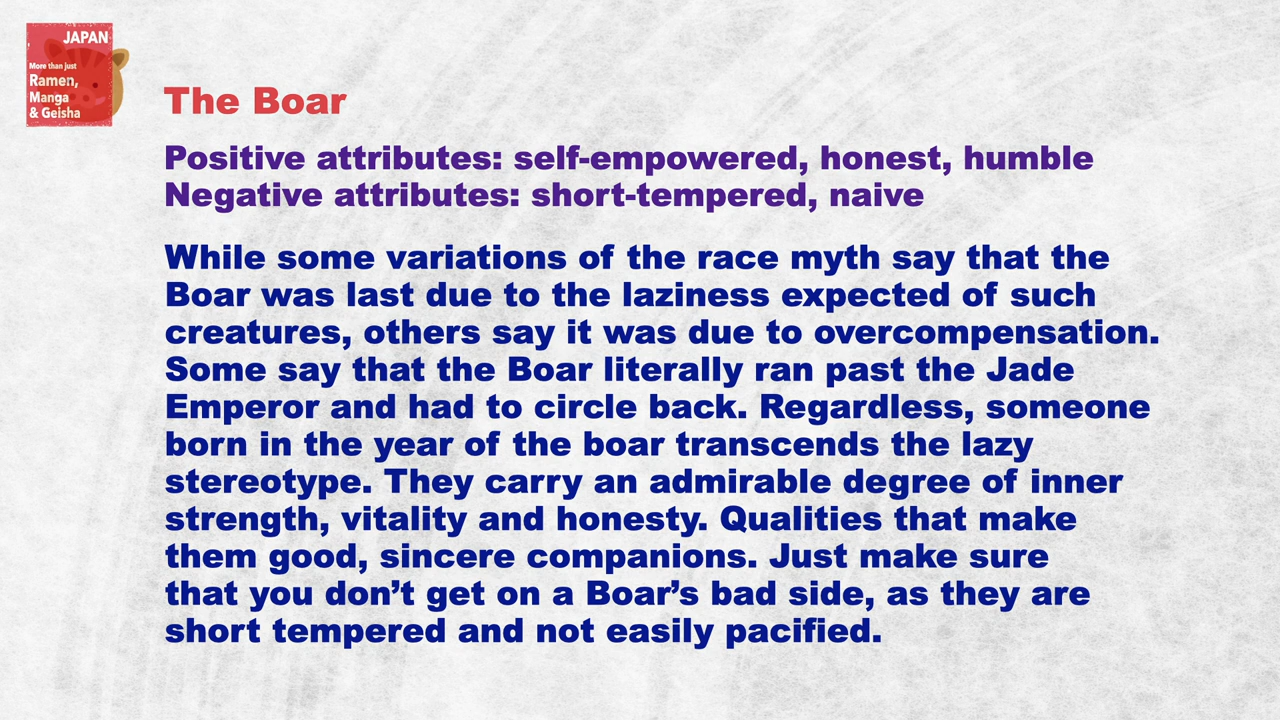 JAPAN
More than just
Ramen,
Manga
& Geisha
The Boar
Positive attributes: self-empowered, honest, humble
Negative attributes: short-tempered, naive
While some variations of the race myth say that the
Boar was last due to the laziness expected of such
creatures, others say it was due to overcompensation.
Some say that the Boar literally ran past the Jade
Emperor and had to circle back. Regardless, someone
born in the year of the boar transcends the lazy
stereotype. They carry an admirable degree of inner
strength, vitality and honesty. Qualities that make
them good, sincere companions. Just make sure
that you don’t get on a Boar’s bad side, as they are
short tempered and not easily pacified.